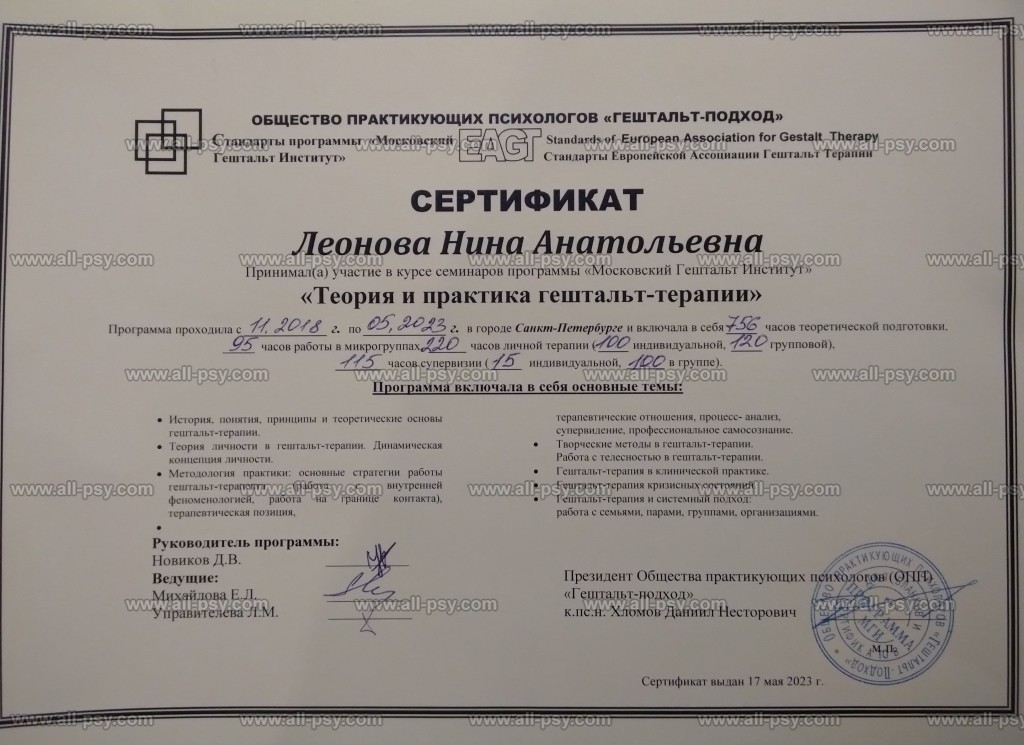 ОБЩЕСТВО ПРАКТИКУЮЩИХ ПСИХОЛОГОВ «ГЕШТАЛЬТ-ПОДХОД»
Стандарты программы «Московский Гештальт Институт»
EAGT
Standards of European Association for Gestalt Therapy
Стандарты Европейской Ассоциации Гештальт Терапии
СЕРТИФИКАТ
Леонова Нина Анатольевна
Принимал(а) участие в курсе семинаров программы «Московский Гештальт Институт»
«Теория и практика гештальт-терапии»
Программа проходила с 11.2018 г. по 05.2023 г. в городе Санкт-Петербурге и включала в себя 756 часов теоретической подготовки,
95 часов работы в микрогруппах, 220 часов личной терапии (100 индивидуальной, 120 групповой),
115 часов супервизии (15 индивидуальной, 100 в группе).
Программа включала в себя основные темы:
• История, понятия, принципы и теоретические основы
гештальт-терапии.
• Теория личности в гештальт-терапии. Динамическая
концепция личности.
• Методология практики: основные стратегии работы
гештальт-терапевта (работа с внутренней
феноменологией, работа на границе контакта),
терапевтическая позиция,
•
терапевтические отношения, процесс- анализ,
супервидение, профессиональное самосознание.
• Творческие методы в гештальт-терапии.
Работа с телесностью в гештальт-терапии.
• Гештальт-терапия в клинической практике.
• Гештальт-терапия кризисных состояний
• Гештальт-терапия и системный подход:
работа с семьями, парами, группами, организациями.
Руководитель программы:
Новиков Д.В.
Ведущие:
Михайлова Е.Л.
Управителева Л.М.
Президент Общества практикующих психологов (ОПП)
«Гештальт-подход»
к.пс.н. Хломов Даниил Несторович
М.П.
ОБЩЕСТВО ПРАКТИКУЮЩИХ ПСИХОЛОГОВ "ГЕШТАЛЬТ-ПОДХОД"
ПРОГРАММА
МГИ
Сертификат выдан 17 мая 2023 г.
www.all-psy.com